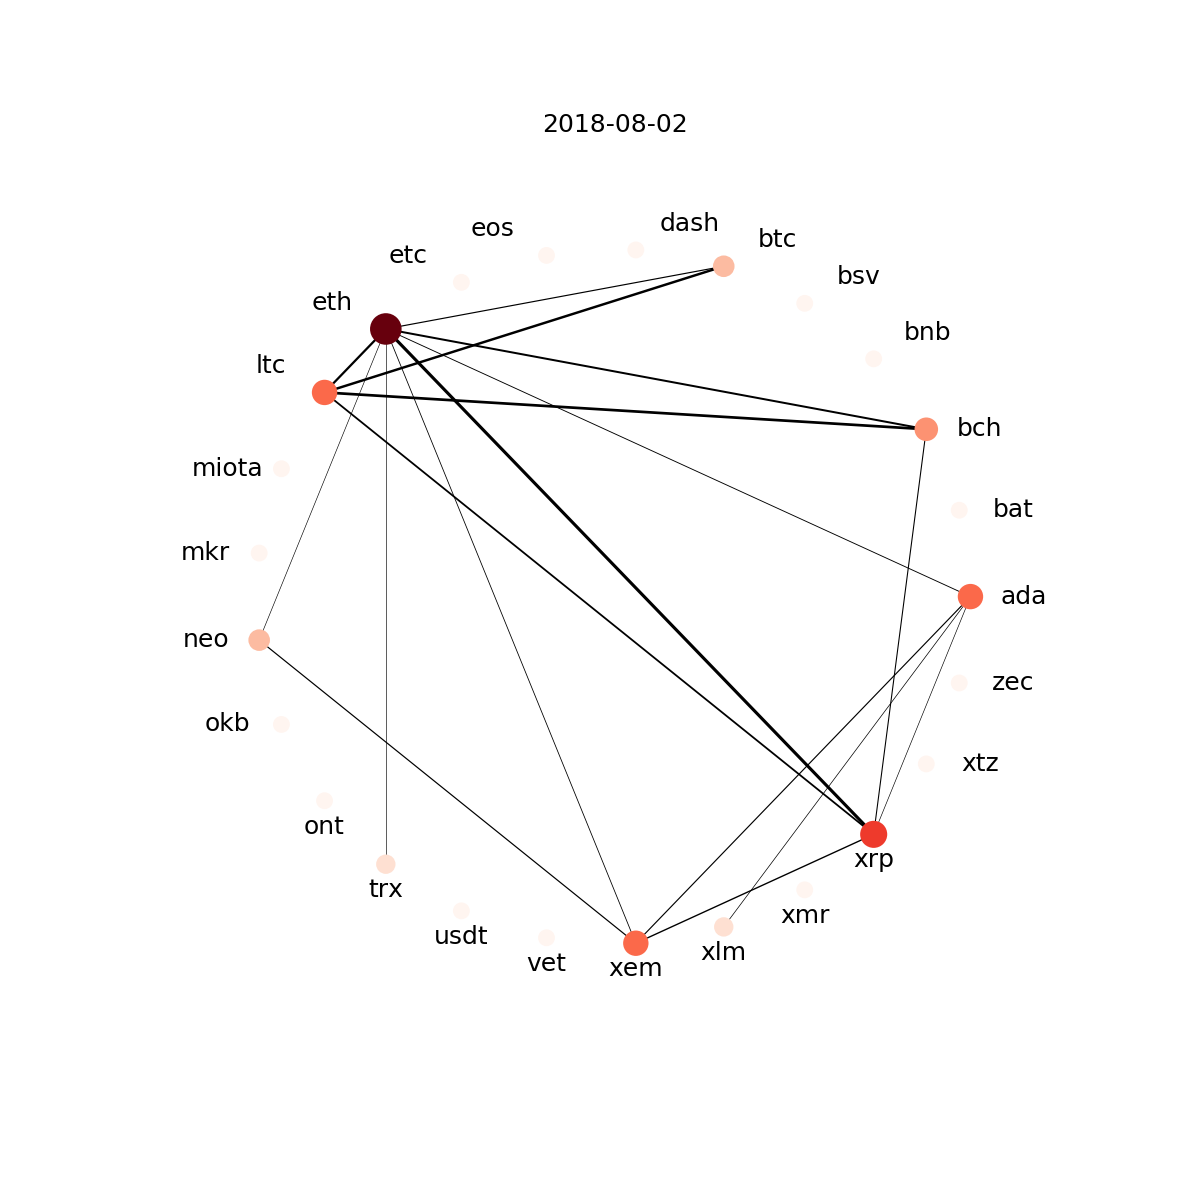 2018-08-02
dash
eos
btc
etc
bsv
eth
bnb
ltc
bch
miota
bat
mkr
ada
neo
zec
okb
xtz
ont
xrp
trx
xmr
usdt
xlm
vet
xem